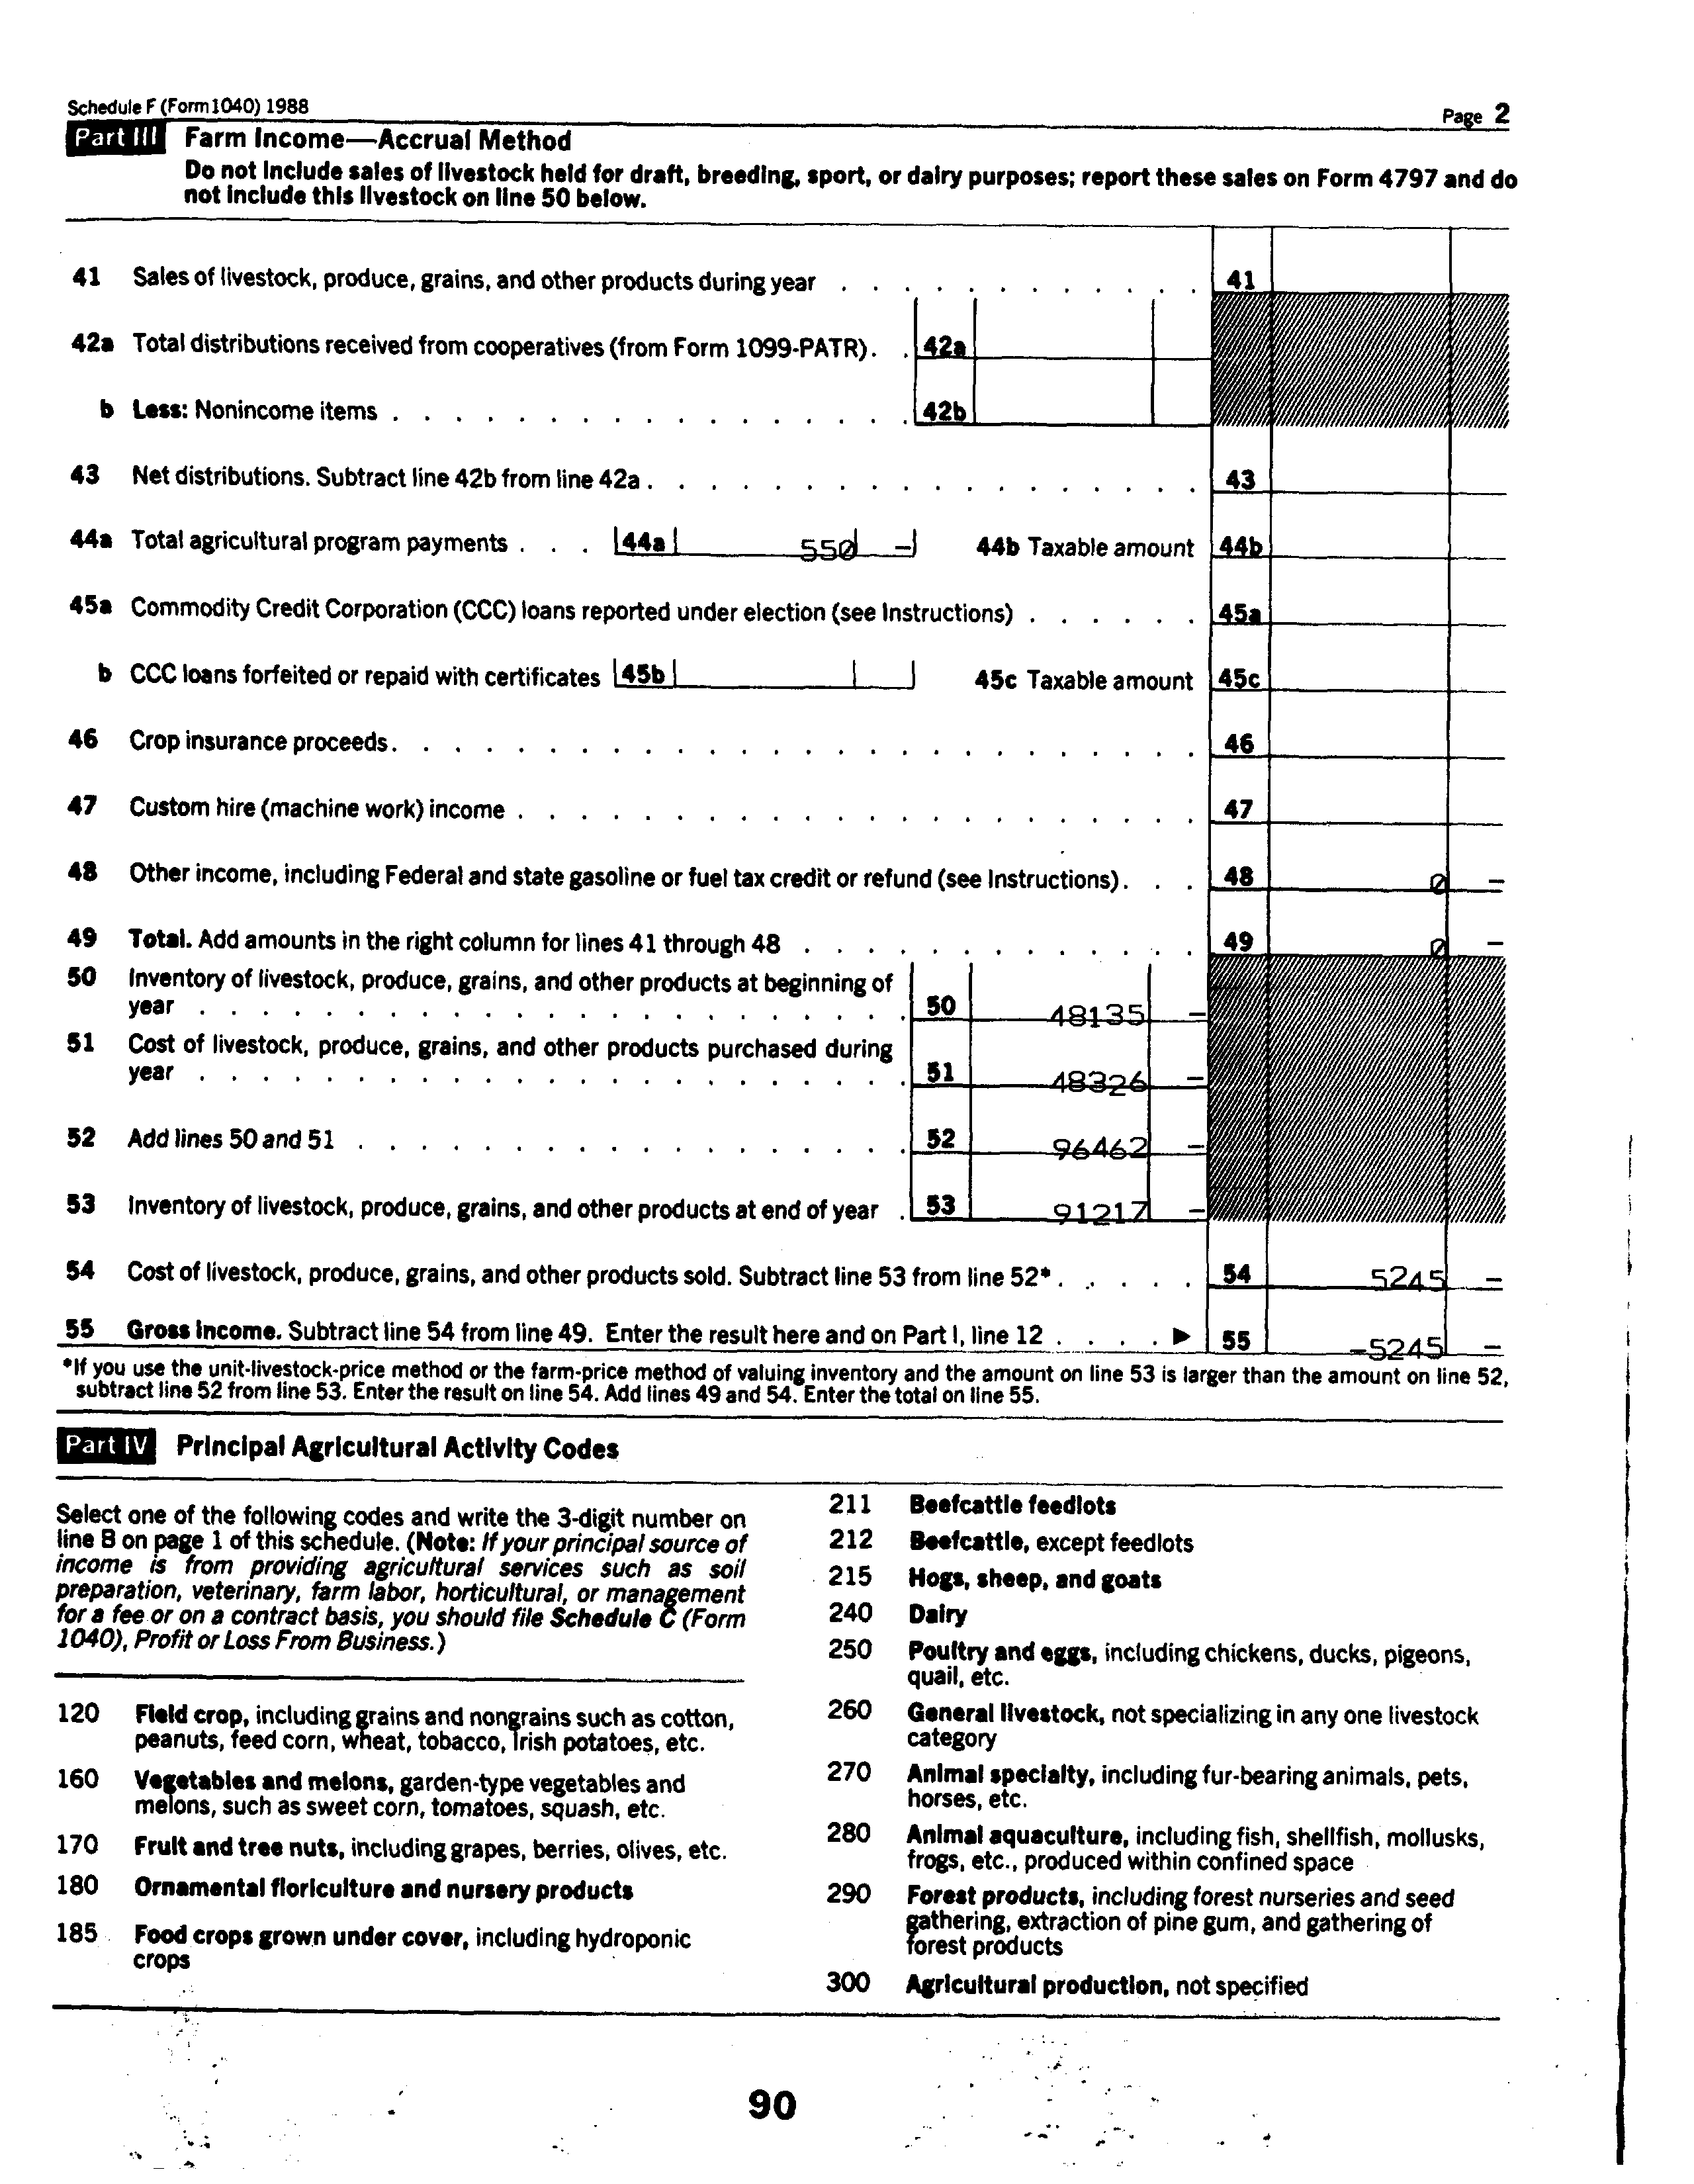 Schedule F (Form 1040) 1988
Page 2
Part III Farm Income—Accrual Method
Do not include sales of livestock held for draft, breeding, sport, or dairy purposes; report these sales on Form 4797 and do
not include this livestock on line 50 below.
41 Sales of livestock, produce, grains, and other products during year . . . . . . . . . . . . 41
42a Total distributions received from cooperatives (from Form 1099-PATR). . 42a
b Less: Nonincome items . . . . . . . . . . . . . . . . . 42b
43 Net distributions. Subtract line 42b from line 42a . . . . . . . . . . . . . . . . . . 43
44a Total agricultural program payments . . . 44a 550 – 44b Taxable amount 44b
45a Commodity Credit Corporation (CCC) loans reported under election (see Instructions) . . . . . . 45a
b CCC loans forfeited or repaid with certificates 45b 45c Taxable amount 45c
46 Crop insurance proceeds . . . . . . . . . . . . . . . . . . . . . . . . . . 46
47 Custom hire (machine work) income . . . . . . . . . . . . . . . . . . . . . . 47
48 Other income, including Federal and state gasoline or fuel tax credit or refund (see Instructions) . . . 48 0 –
49 Total. Add amounts in the right column for lines 41 through 48 . . . . . . . . . . . . . 49 0 –
50 Inventory of livestock, produce, grains, and other products at beginning of
year . . . . . . . . . . . . . . . . . . . . . . . 50 48135 –
51 Cost of livestock, produce, grains, and other products purchased during
year . . . . . . . . . . . . . . . . . . . . . . . 51 48326 –
52 Add lines 50 and 51 . . . . . . . . . . . . . . . . . . 52 96462 –
53 Inventory of livestock, produce, grains, and other products at end of year . 53 91217 –
54 Cost of livestock, produce, grains, and other products sold. Subtract line 53 from line 52* . . . . . 54 5245 –
55 Gross income. Subtract line 54 from line 49. Enter the result here and on Part I, line 12 . . . . ▶ 55 -5245 –
*If you use the unit-livestock-price method or the farm-price method of valuing inventory and the amount on line 53 is larger than the amount on line 52,
subtract line 52 from line 53. Enter the result on line 54. Add lines 49 and 54. Enter the total on line 55.
Part IV Principal Agricultural Activity Codes
Select one of the following codes and write the 3-digit number on
line B on page 1 of this schedule. (Note: If your principal source of
income is from providing agricultural services such as soil
preparation, veterinary, farm labor, horticultural, or management
for a fee or on a contract basis, you should file Schedule C (Form
1040), Profit or Loss From Business.)
120 Field crop, including grains and nongrains such as cotton,
peanuts, feed corn, wheat, tobacco, Irish potatoes, etc.
160 Vegetables and melons, garden-type vegetables and
melons, such as sweet corn, tomatoes, squash, etc.
170 Fruit and tree nuts, including grapes, berries, olives, etc.
180 Ornamental floriculture and nursery products
185 Food crops grown under cover, including hydroponic
crops
211 Beefcattle feedlots
212 Beefcattle, except feedlots
215 Hogs, sheep, and goats
240 Dairy
250 Poultry and eggs, including chickens, ducks, pigeons,
quail, etc.
260 General livestock, not specializing in any one livestock
category
270 Animal specialty, including fur-bearing animals, pets,
horses, etc.
280 Animal aquaculture, including fish, shellfish, mollusks,
frogs, etc., produced within confined space
290 Forest products, including forest nurseries and seed
gathering, extraction of pine gum, and gathering of
forest products
300 Agricultural production, not specified
90